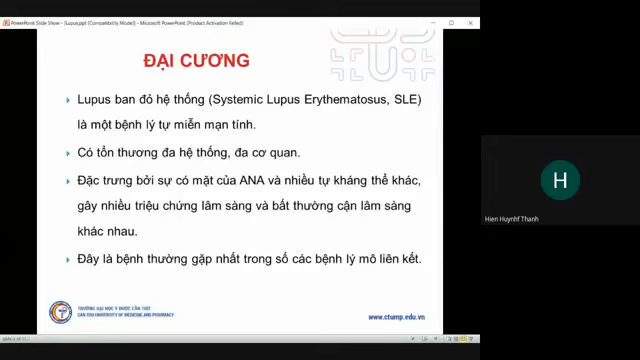 PowerPoint Slide Show - [Lupus.ppt [Compatibility Mode] - Microsoft PowerPoint (Product Activation Failed)
ĐẠI CƯƠNG
Lupus ban đỏ hệ thống (Systemic Lupus Erythematosus, SLE)
là một bệnh lý tự miễn mạn tính.
Có tổn thương đa hệ thống, đa cơ quan.
Đặc trưng bởi sự có mặt của ANA và nhiều tự kháng thể khác,
gây nhiều triệu chứng lâm sàng và bất thường cận lâm sàng
khác nhau.
Đây là bệnh thường gặp nhất trong số các bệnh lý mô liên kết.
TRƯỜNG ĐẠI HỌC Y DƯỢC CẦN THƠ
CAN THO UNIVERSITY OF MEDICINE AND PHARMACY
www.ctump.edu.vn
H
Hien Huynhf Thanh